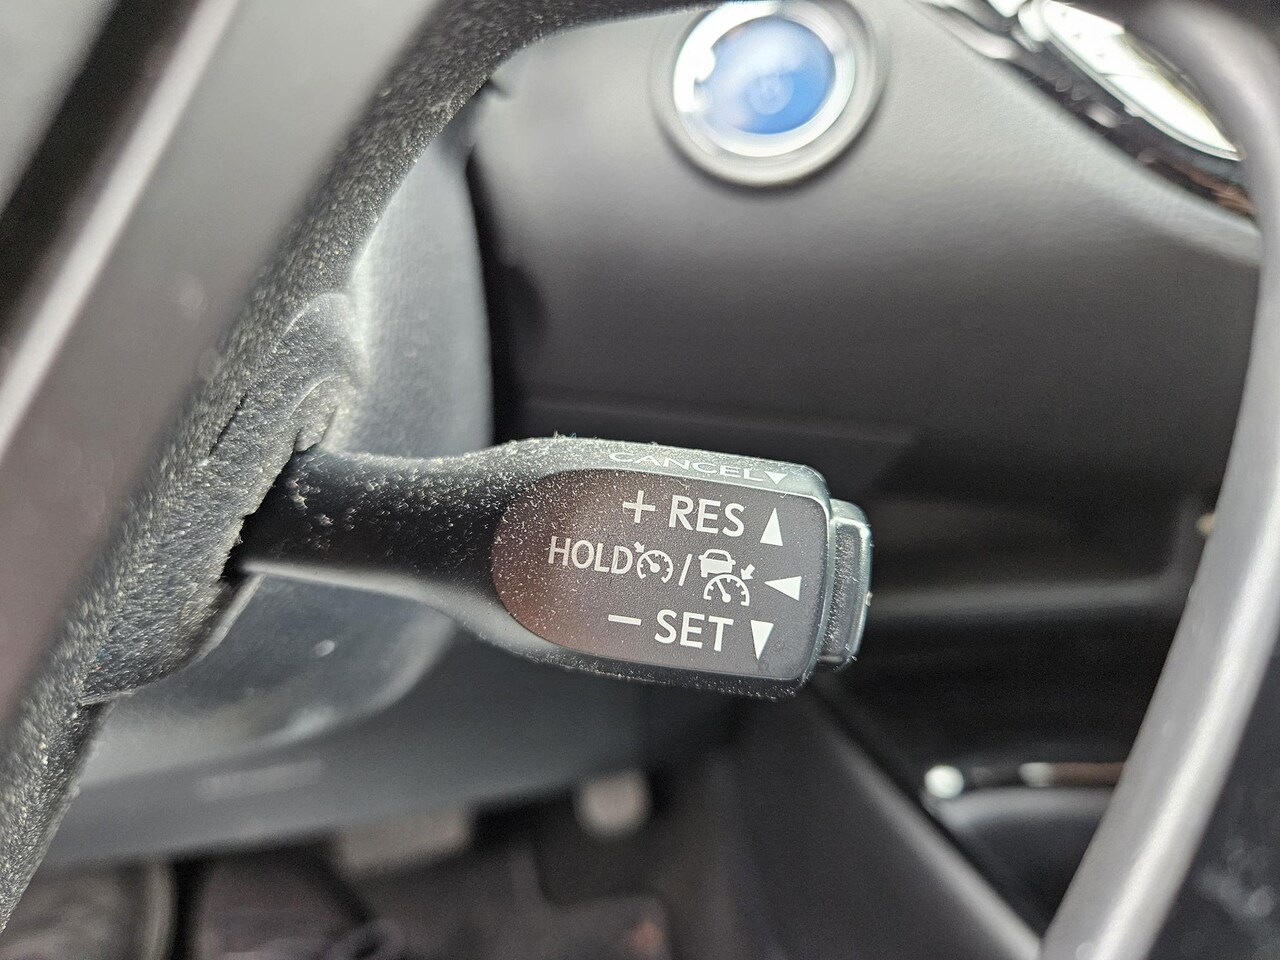 CANCEL▼
+ RES ▲
HOLD / ◀
− SET ▼